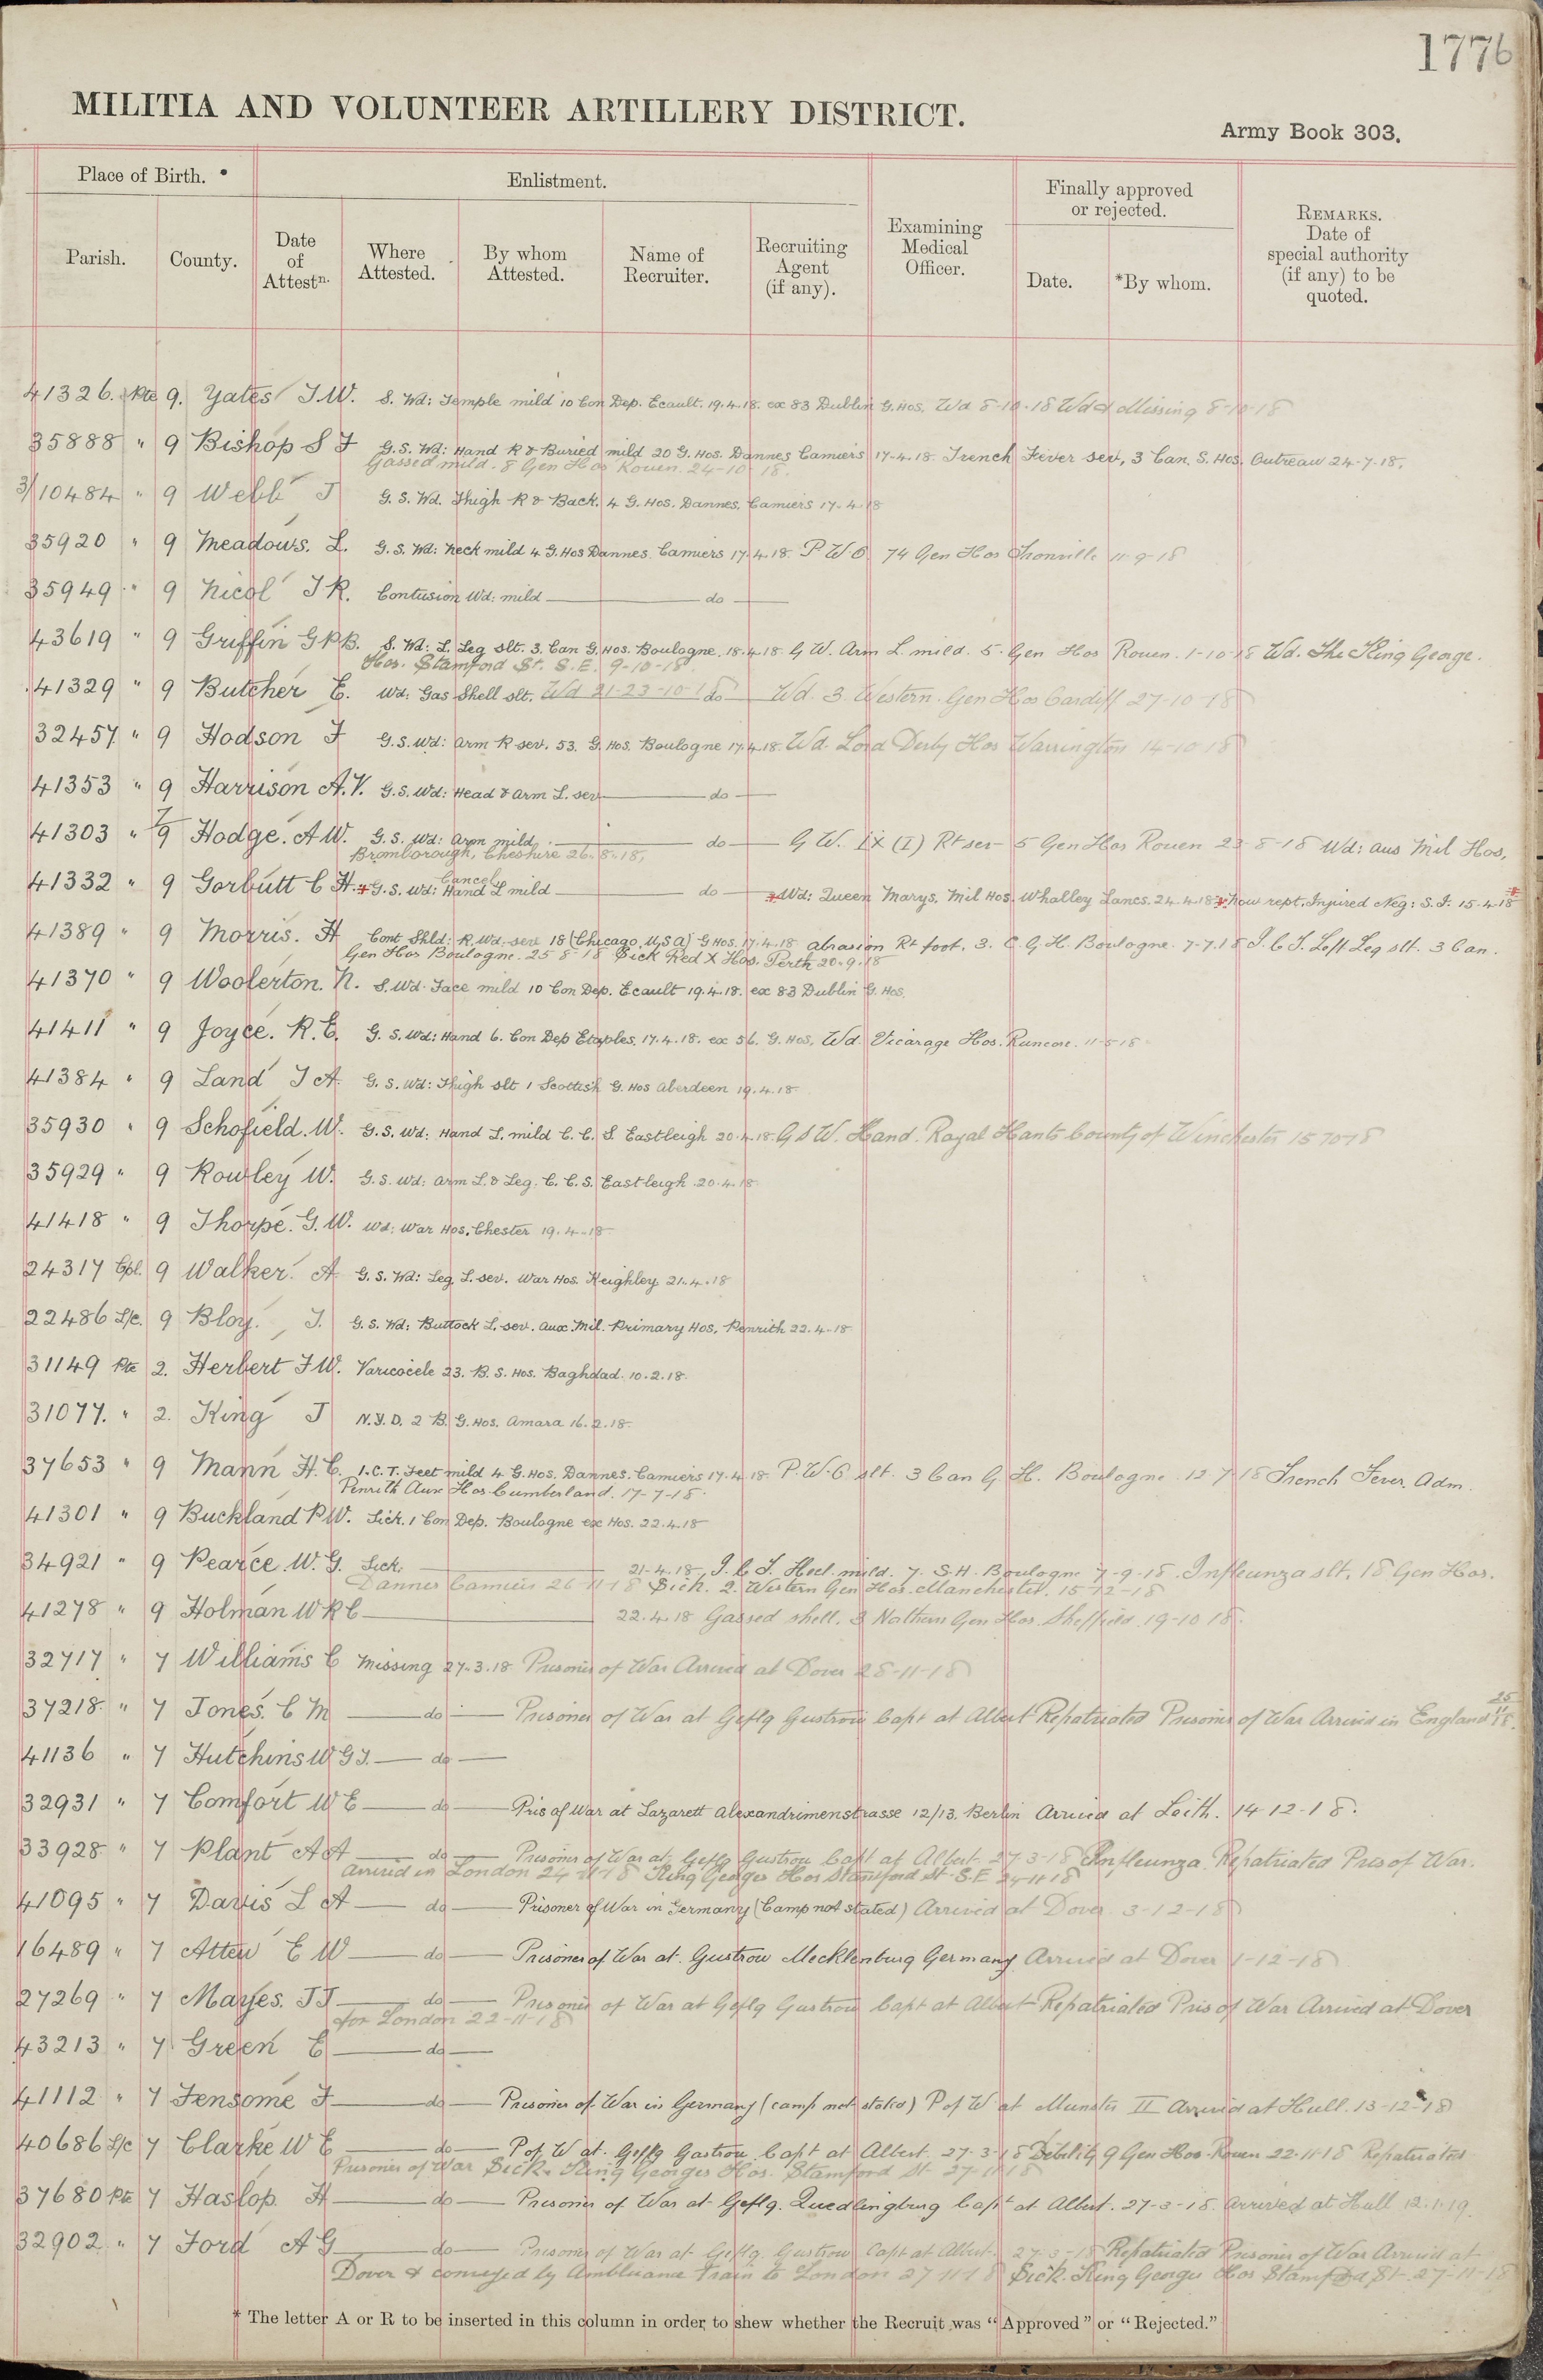 1776
MILITIA AND VOLUNTEER ARTILLERY DISTRICT.
Army Book 303.
Place of Birth.
Enlistment.
Finally approved or rejected.
Parish.
County.
Date of Attestn.
Where Attested.
By whom Attested.
Name of Recruiter.
Recruiting Agent (if any).
Examining Medical Officer.
Date.
*By whom.
REMARKS. Date of special authority (if any) to be quoted.
41326. Pte 9. Yates J.W. S. Wd: Temple mild 10 Con Dep. Ecault. 19.4.18. ex 83 Dublin G. Hos. Wd 8-10-18 Wd & Missing 8-10-18
35888 " 9 Bishop S J G.S. Wd: Hand R & Buried mild 20 G. Hos. Dannes Camiers 17.4.18. Trench Fever sev, 3 Can. S. Hos. Outreau 24-7-18.
Gassed mild. 8 Gen Hos Rouen. 24-10-18.
3/10484 " 9 Webb J G.S. Wd. Thigh R & Back. 4 G. Hos. Dannes. Camiers 17.4.18
35920 " 9 Meadows. L. G.S. Wd: Neck mild 4 G. Hos Dannes Camiers 17.4.18. P W O 74 Gen Hos Tronville 11-9-18
35949 " 9 Nicol J R. Contusion Wd: mild — do —
43619 " 9 Griffin G P B. S. Wd: L. Leg slt. 3. Can G. Hos. Boulogne. 18.4.18. G W. Arm L mild. 5. Gen Hos Rouen. 1-10-18 Wd. The King George.
Hos. Stamford St. S.E. 9-10-18
41329 " 9 Butcher E. Wd: Gas Shell slt. Wd 21-23-10-18 do — Wd. 3. Western. Gen Hos Cardiff 27-10-18
32457 " 9 Hodson F G.S. Wd: Arm R sev. 53. G. Hos. Boulogne 17.4.18. Wd. Lord Derby Hos Warrington 14-10-18
41353 " 9 Harrison A.V. G.S. Wd: Head & Arm L. sev — do —
41303 " 7/9 Hodge. A W. G.S. Wd: Arm mild. — do — G W. IX (I) Rt ser 5 Gen Hos Rouen 23-8-18 Wd: Aus Mil Hos,
Bromborough, Cheshire 26.8.18.
Cancel
41332 " 9 Gorbutt C H. * G.S. Wd: Hand L mild — do — * Wd: Queen Marys. Mil Hos. Whalley Lancs. 24.4.18 * Now rept. Injured Neg: S.I. 15.4.18 *
41389 " 9 Morris. H Cont Shld: R. Wd. sev 18 (Chicago. U.S.A) G Hos. 17.4.18 Abrasion Rt foot. 3. C. G. H. Boulogne 7-7-18 I. C. T. Left Leg slt. 3 Can.
Gen Hos Boulogne. 25-8-18 Sick Red X Hos. Perth 20.9.18
41370 " 9 Woolerton. N. S. Wd. Face mild 10 Con Dep. Ecault 19.4.18. ex 83 Dublin G. Hos.
41411 " 9 Joyce. R. E. G.S. Wd: Hand 6. Con Dep Etaples. 17.4.18. ex 56. G. Hos. Wd. Vicarage Hos. Runcorn. 11-5-18
41384 " 9 Land J A. G.S. Wd: Thigh slt 1 Scottish G. Hos Aberdeen 19.4.18
35930 " 9 Schofield. W. G.S. Wd: Hand L. mild C. C. S. Eastleigh 20.4.18. G S W. Hand. Royal Hants County of Winchester 15-10-18
35929 " 9 Rowley W. G.S. Wd: Arm L. & Leg. C. C. S. Eastleigh. 20.4.18
41418 " 9 Thorpe. G. W. Wd: War Hos. Chester 19.4.18
24317 Cpl. 9 Walker. A. G.S. Wd: Leg L. sev. War Hos. Keighley 21.4.18
22486 L/c. 9 Bloy. J. G.S. Wd: Buttock L. sev. Aux. Mil. Primary Hos. Penrith 22.4.18
31149 Pte 2. Herbert F W. Varicocele 23. B. S. Hos. Baghdad. 10.2.18.
31077. " 2. King J N.Y.D. 2 B. G. Hos. Amara 16.2.18.
37653 " 9 Mann H. C. I.C.T. Feet mild 4 G. Hos. Dannes. Camiers 17.4.18 P. W. O. slt. 3 Can G. H. Boulogne. 12-7-18 Trench Fever. Adm.
Penrith Aux Hos. Cumberland. 17-7-18.
41301 " 9 Buckland P W. Sick. 1 Con Dep. Boulogne ex Hos. 22.4.18
34921 " 9 Pearce. W. G. Sick. — 21.4.18. I. C. T. Heel. mild. 7. S. H. Boulogne 7-9-18. Infleunza slt. 18 Gen Hos.
Dannes Camiers 26-11-18 Sick. 2. Western Gen Hos. Manchester. 15-12-18
41278 " 9 Holman W R C — 22.4.18 Gassed shell. 3 Nothern Gen Hos. Sheffield. 19-10-18.
32717 " 7 Williams C Missing 27.3.18 Prisoner of War Arrived at Dover 28-11-18
37218. " 7 Jones. C M — do — Prisoner of War at Geflg Gustrow Capt at Albert Repatriated Prisoner of War Arrived in England 25/11/18.
41136 " 7 Hutchins W G J. — do —
32931 " 7 Comfort W E — do — Pris of War at Lazarett Alexandrimenstrasse 12/13. Berlin Arrived at Leith. 14-12-18.
33928 " 7 Plant A A — do — Prisoner of War at Geflg Gustrow Capt at Albert. 27-3-18 Infleunza. Repatriated Pris of War.
Arrived in London 24-11-18 King Georges Hos Stamford St. S.E 24-11-18
41095 " 7 Davis L A — do — Prisoner of War in Germany (Camp not stated) Arrived at Dover. 3-12-18
16489 " 7 Attew E W — do — Prisoner of War at. Gustrow Mecklenburg Germany Arrived at Dover 1-12-18
27269 " 7 Mayes. J J — do — Prisoner of War at Geflg Gustrow Capt at Albert Repatriated Pris of War Arrived at Dover
for London 22-11-18
43213 " 7 Green E — do —
41112 " 7 Fensome F — do — Prisoner of War in Germany (camp not stated) P of W at Munster II Arrived at Hull. 13-12-18
40686 L/c 7 Clarke W E — do — P of W at Geflg Gustrow. Capt at Albert. 27-3-18 Debility 9 Gen Hos Rouen 22-11-18 Repatriated
Prisoner of War Sick. King Georges Hos. Stamford St. 27-11-18
37680 Pte 7 Haslop H — do — Prisoner of War at Geflg. Quedlingburg Capt at Albert. 27-3-18. Arrived at Hull 12.1.19.
32902 " 7 Ford A G — do — Prisoner of War at Geflg. Gustrow Capt at Albert. 27-3-18 Repatriated Prisoner of War Arrived at
Dover & conveyed by Ambluance Train to London 27-11-18 Sick. King Georges Hos Stamford St. 27-11-18
* The letter A or R to be inserted in this column in order to shew whether the Recruit was “Approved” or “Rejected.”